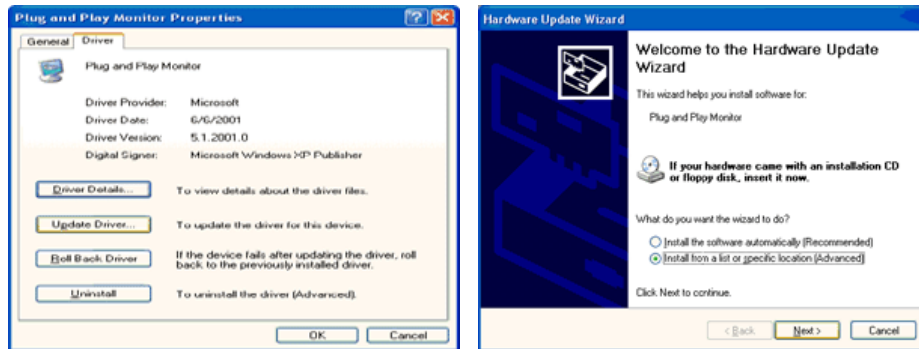 Plug and Play Monitor Properties
General
Driver
Plug and Play Monitor
Driver Provider: Microsoft
Driver Date: 6/6/2001
Driver Version: 5.1.2001.0
Digital Signer: Microsoft Windows XP Publisher
Driver Details...
To view details about the driver files.
Update Driver...
To update the driver for this device.
Roll Back Driver
If the device fails after updating the driver, roll
back to the previously installed driver.
Uninstall
To uninstall the driver (Advanced).
OK
Cancel
Hardware Update Wizard
Welcome to the Hardware Update
Wizard
This wizard helps you install software for:
Plug and Play Monitor
If your hardware came with an installation CD
or floppy disk, insert it now.
What do you want the wizard to do?
Install the software automatically (Recommended)
Install from a list or specific location (Advanced)
Click Next to continue.
< Back
Next >
Cancel